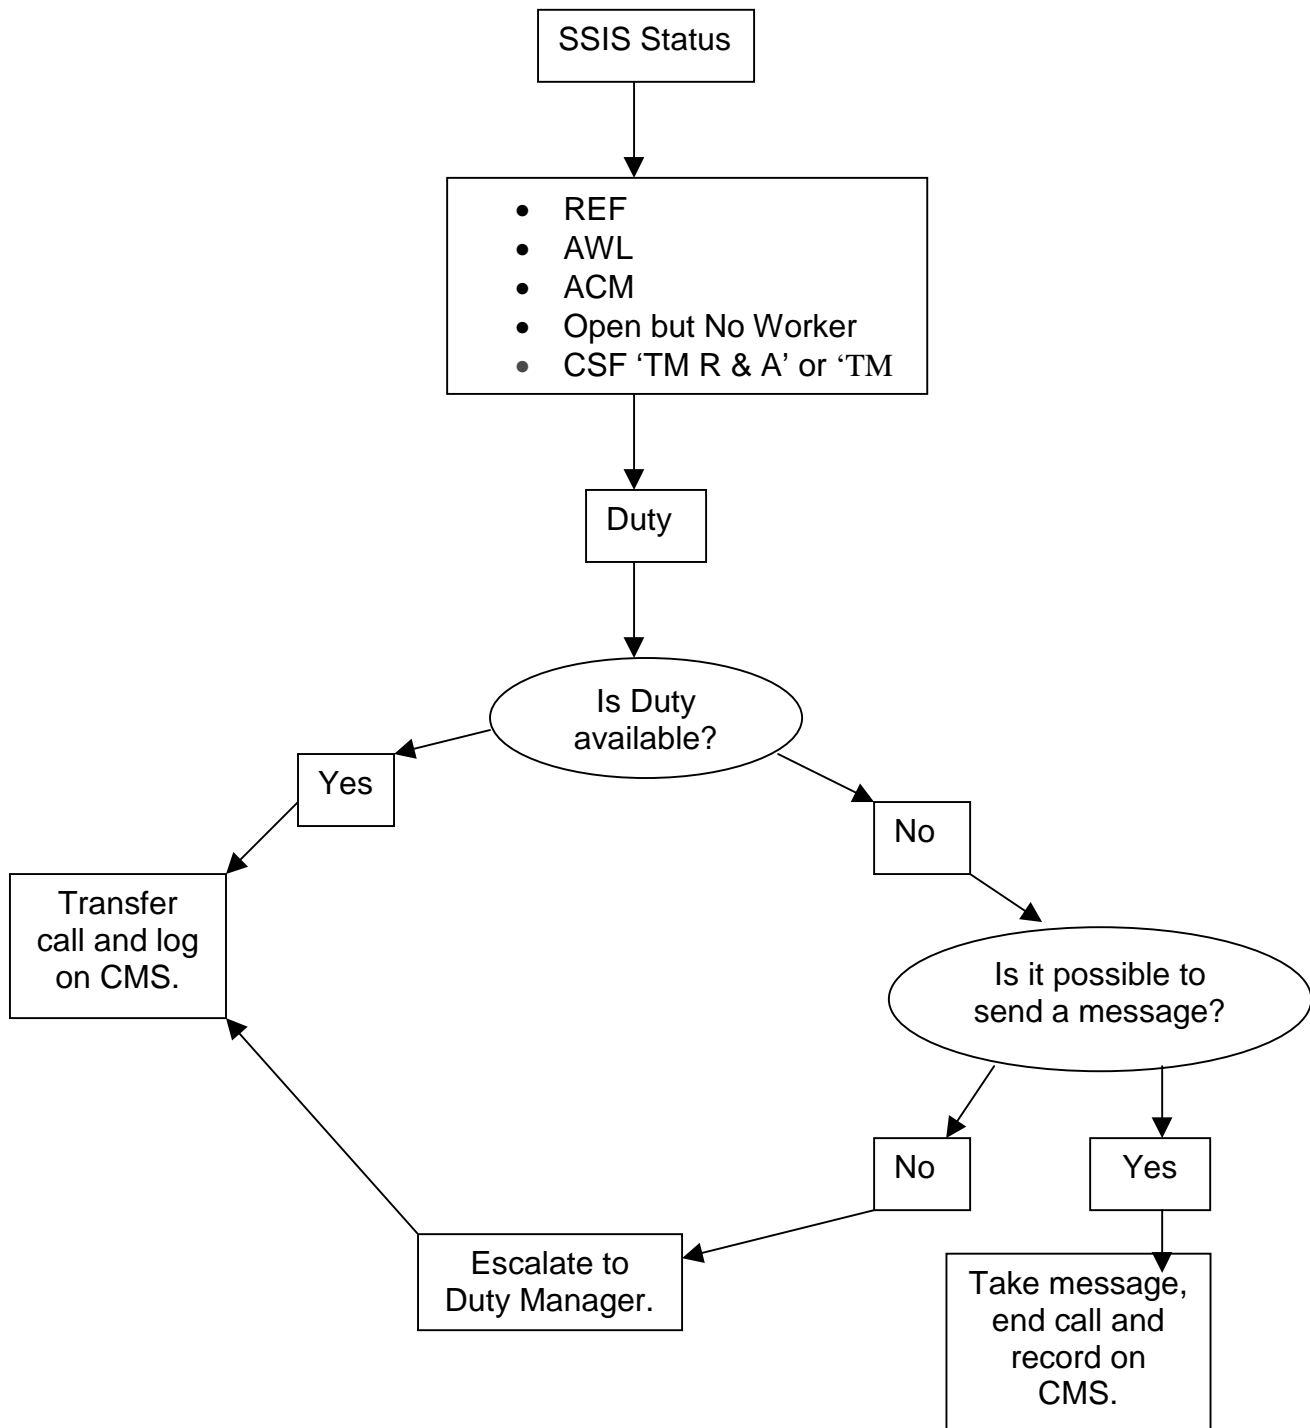 SSIS Status
• REF
• AWL
• ACM
• Open but No Worker
• CSF ‘TM R & A’ or ‘TM
Duty
Is Duty
available?
Yes
No
Transfer
call and log
on CMS.
Is it possible to
send a message?
No
Yes
Escalate to
Duty Manager.
Take message,
end call and
record on
CMS.